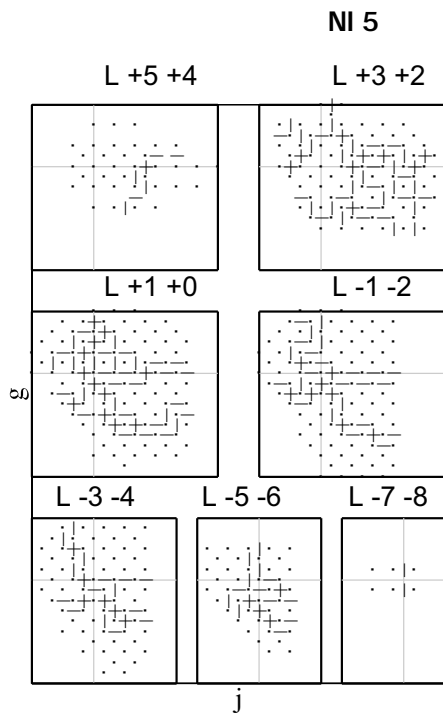 NI 5
L +5 +4
L +3 +2
L +1 +0
L -1 -2
g
L -3 -4
L -5 -6
L -7 -8
j